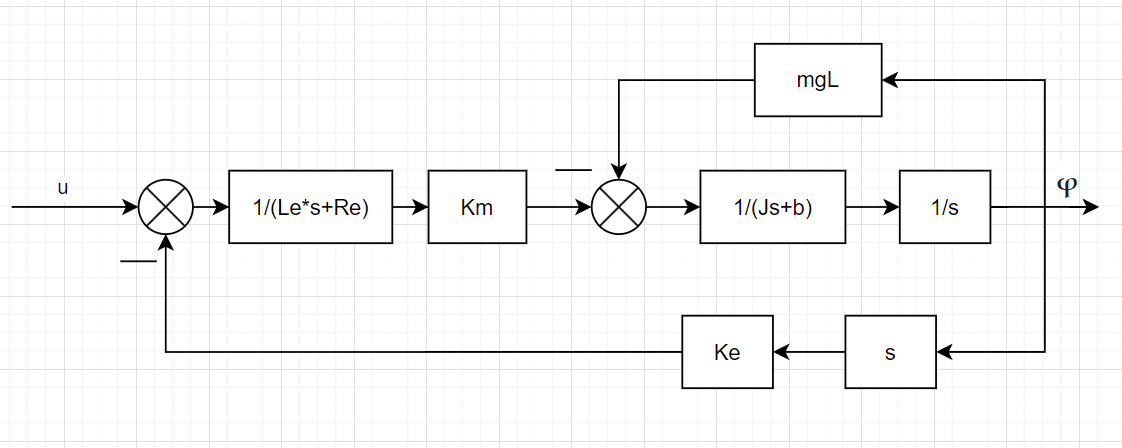 mgL
u
1/(Le*s+Re)
Km
1/(Js+b)
1/s
φ
Ke
s